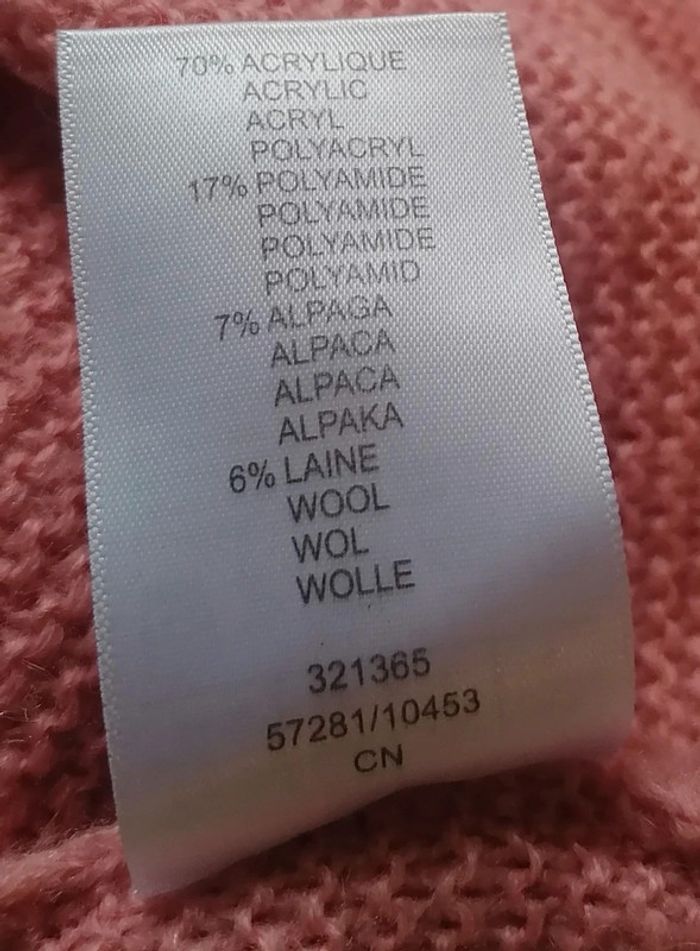 70% ACRYLIQUE
ACRYLIC
ACRYL
POLYACRYL
17% POLYAMIDE
POLYAMIDE
POLYAMIDE
POLYAMID
7% ALPAGA
ALPACA
ALPACA
ALPAKA
6% LAINE
WOOL
WOL
WOLLE
321365
57281/10453
CN